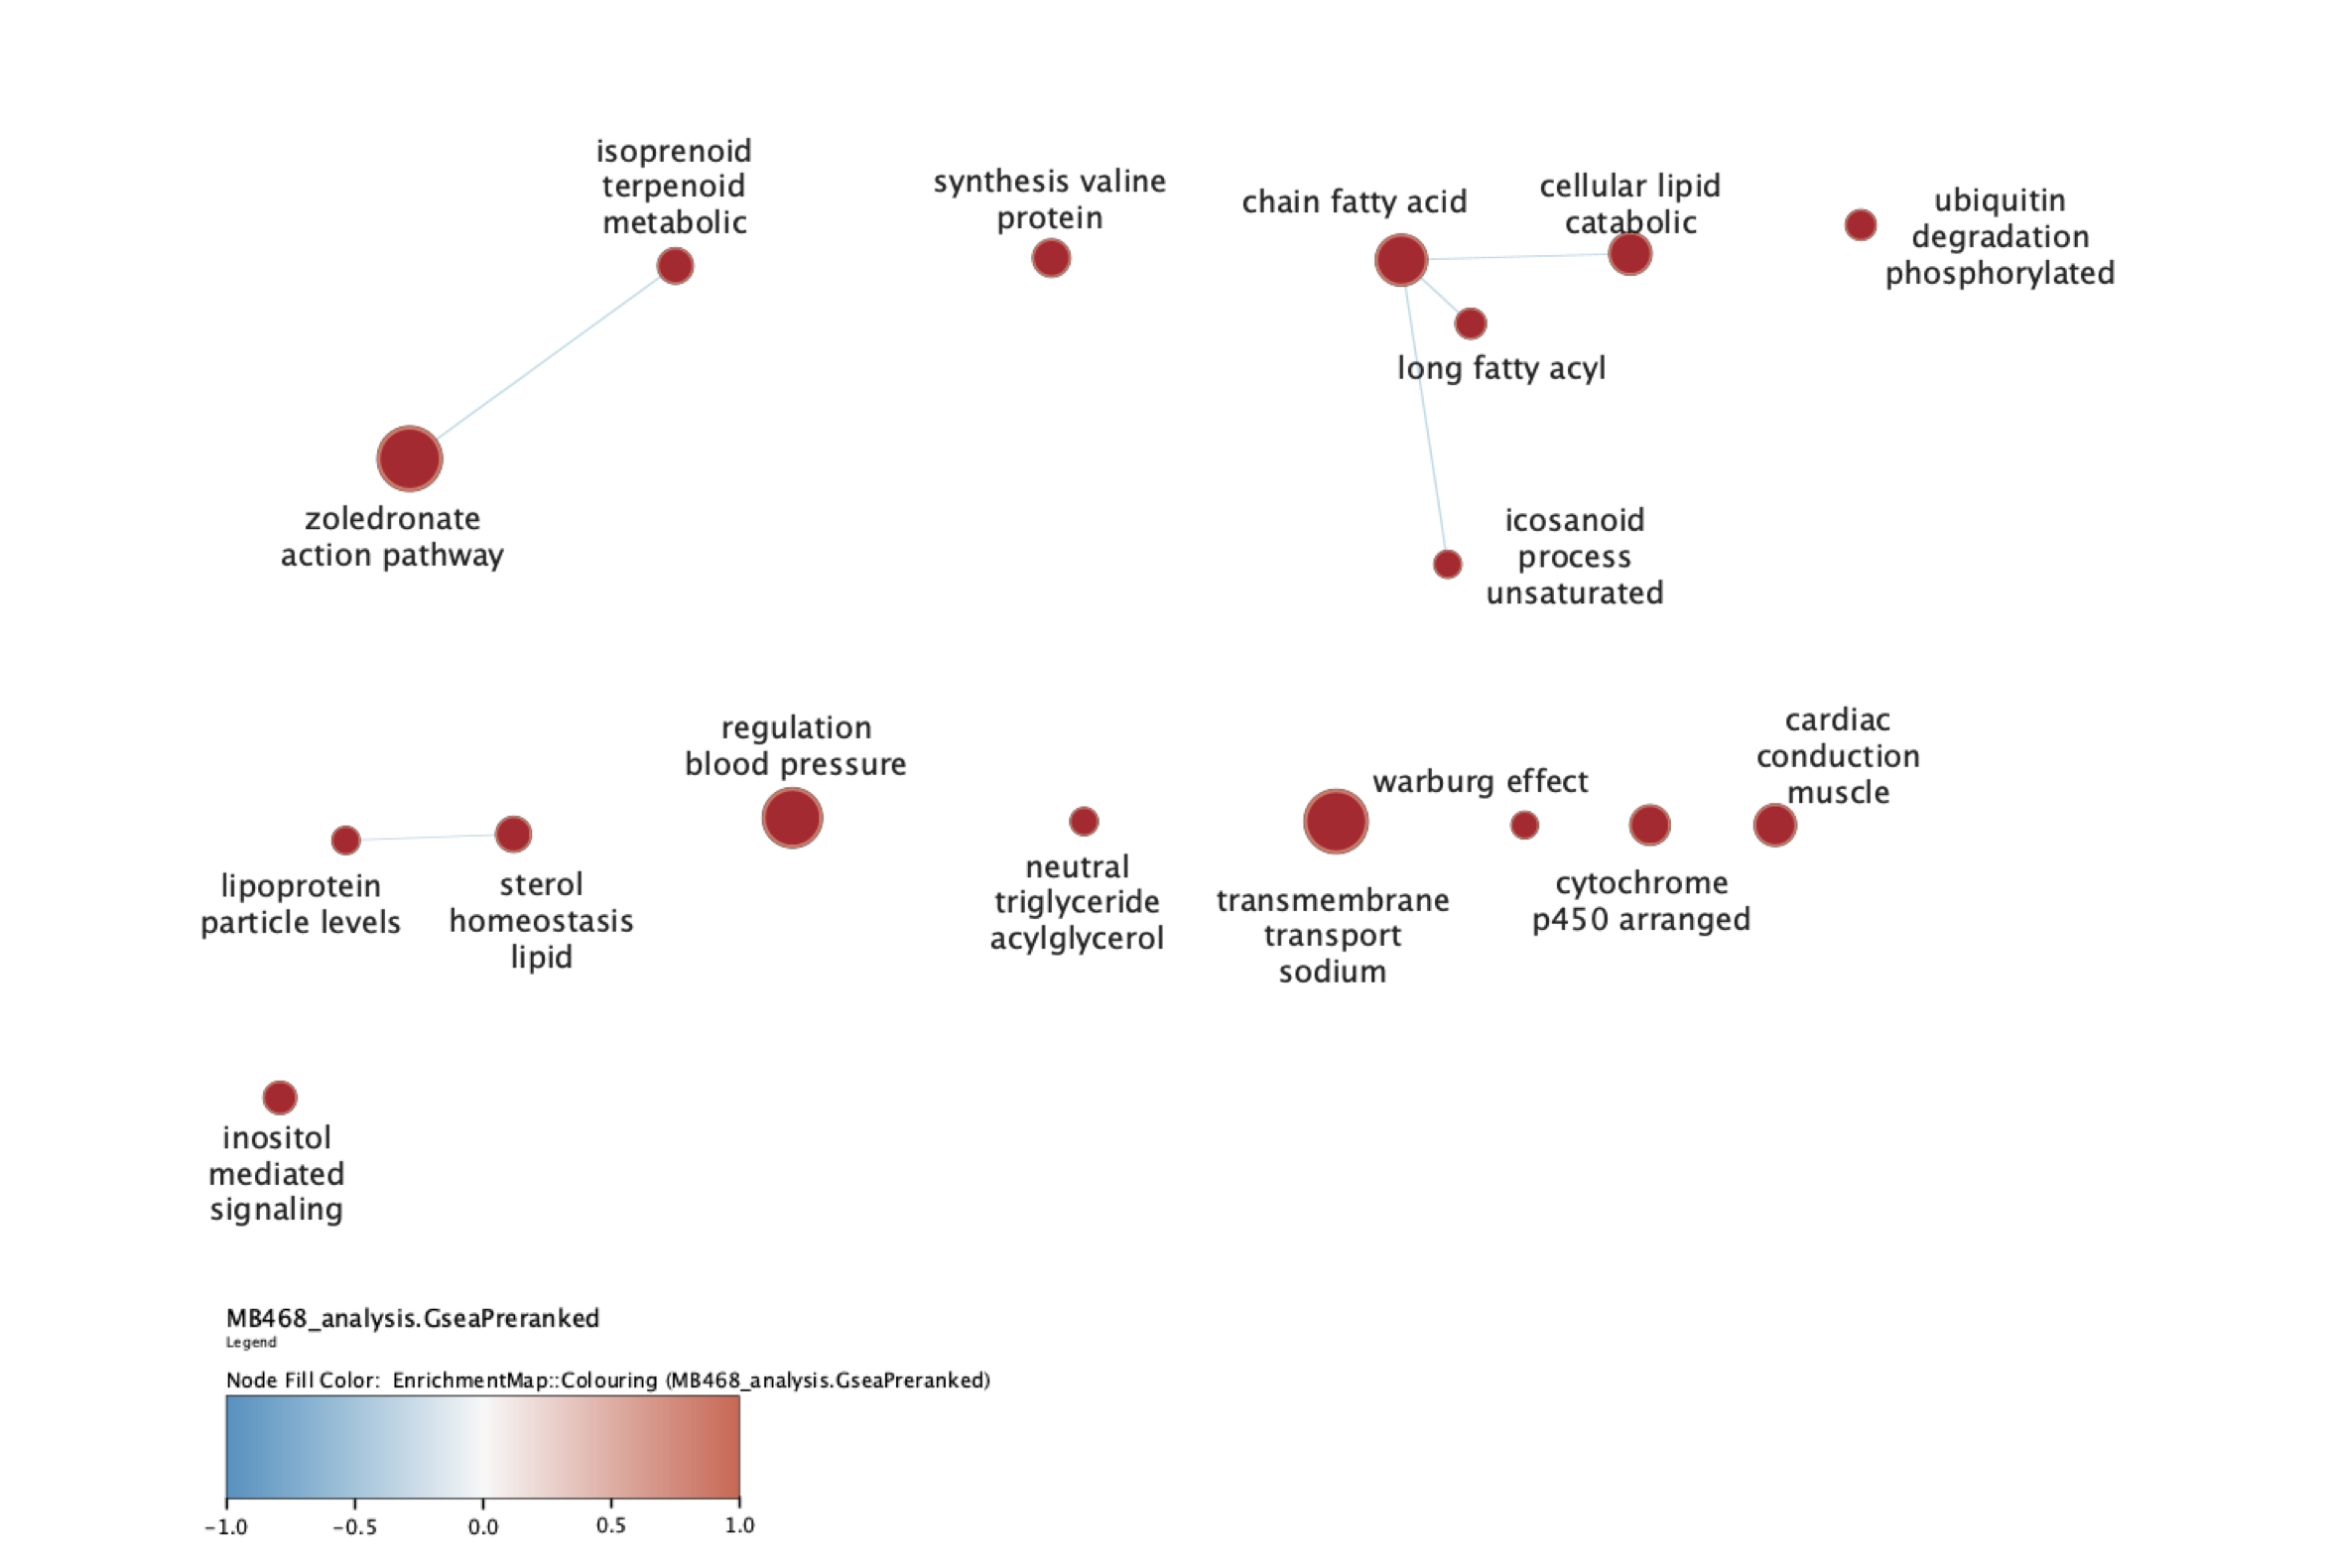 isoprenoid
terpenoid
metabolic
synthesis valine
protein
chain fatty acid
cellular lipid
catabolic
ubiquitin
degradation
phosphorylated
long fatty acyl
zoledronate
action pathway
icosanoid
process
unsaturated
regulation
blood pressure
warburg effect
cardiac
conduction
muscle
lipoprotein
particle levels
sterol
homeostasis
lipid
neutral
triglyceride
acylglycerol
transmembrane
transport
sodium
cytochrome
p450 arranged
inositol
mediated
signaling
MB468_analysis.GseaPreranked
Legend
Node Fill Color: EnrichmentMap::Colouring (MB468_analysis.GseaPreranked)
-1.0 -0.5 0.0 0.5 1.0